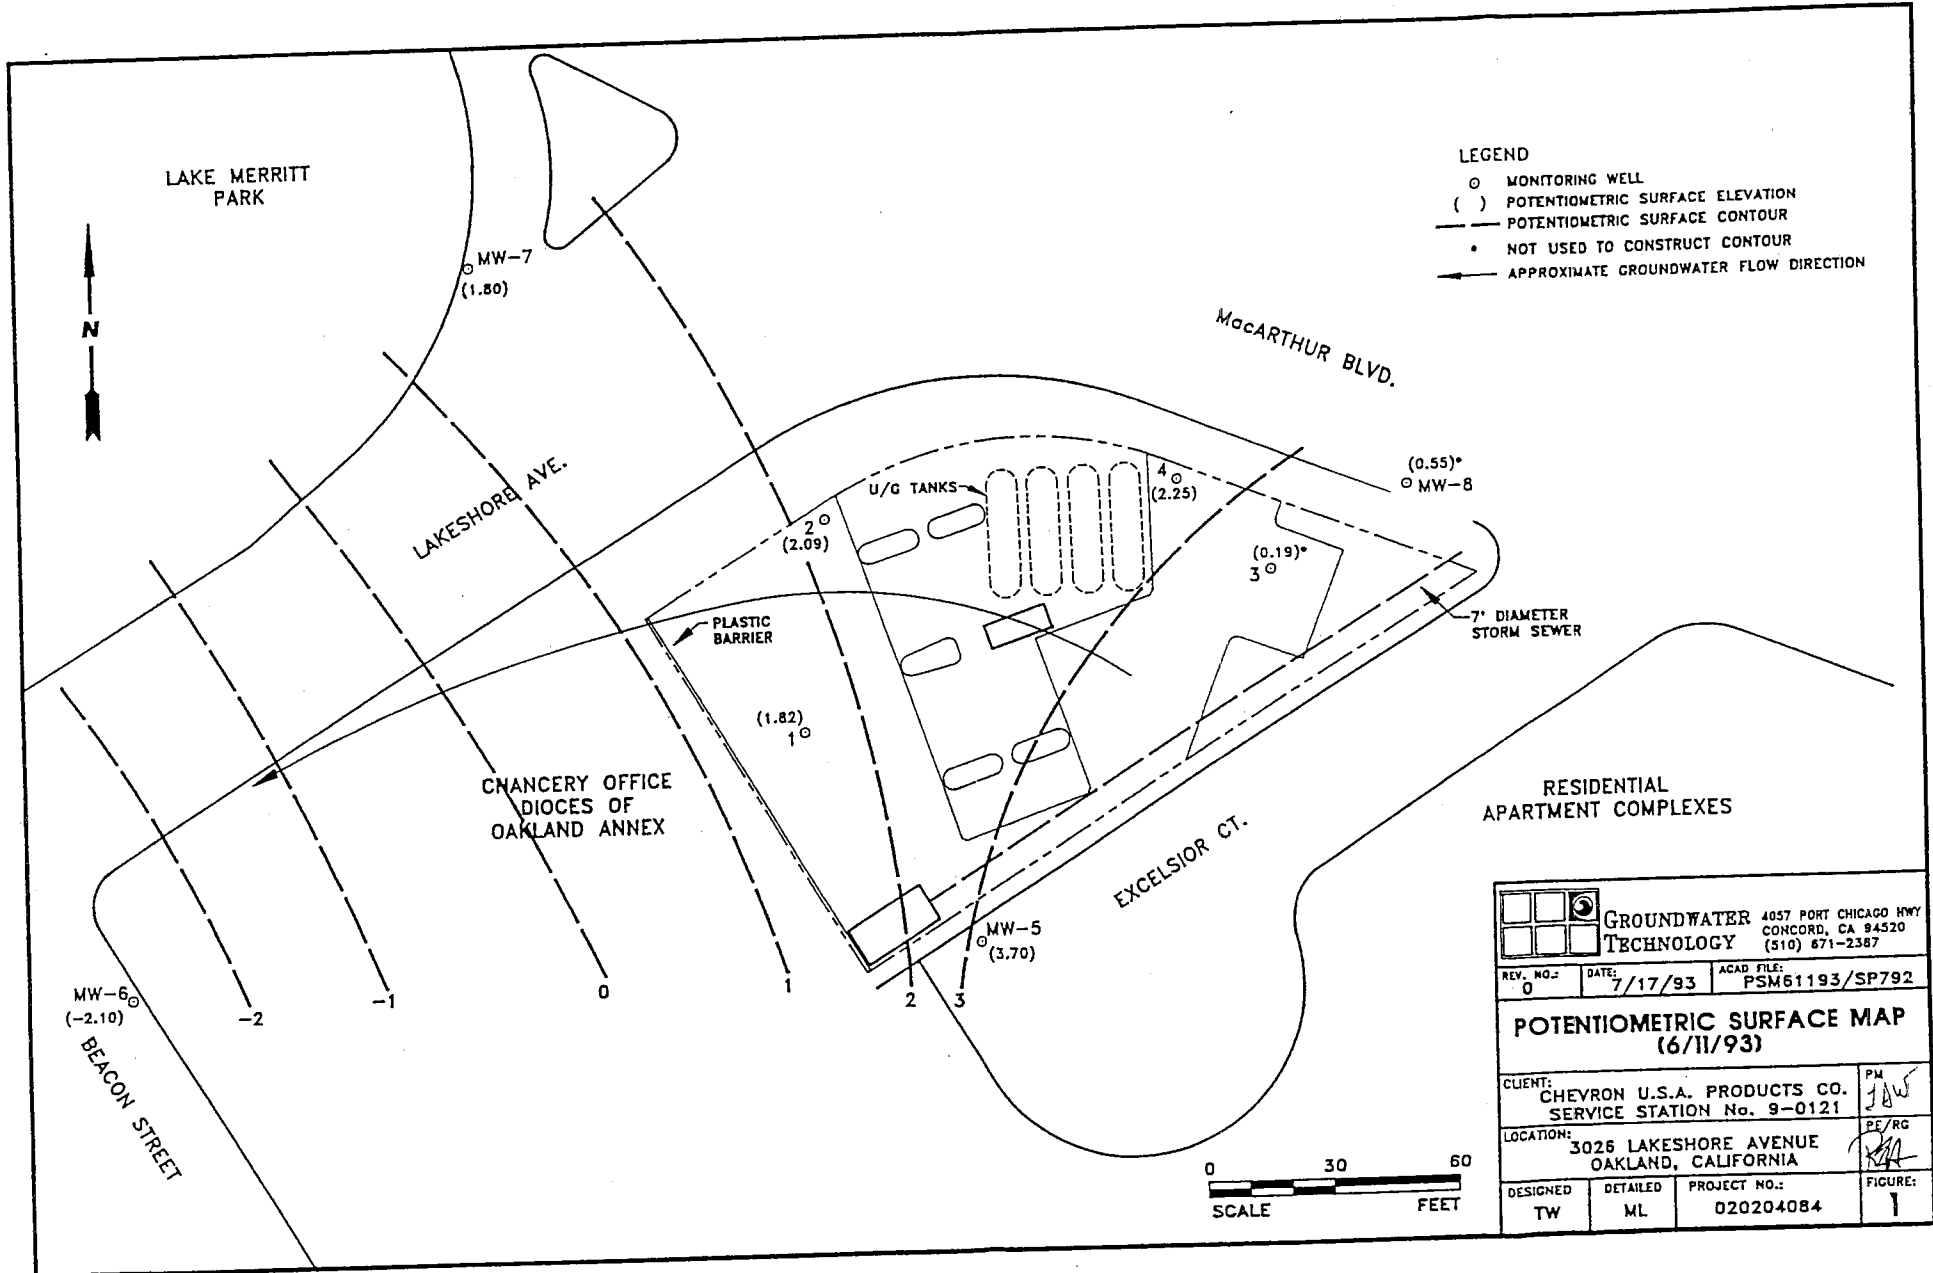 LAKE MERRITT
PARK
N
MW-7
(1.80)
LEGEND
MONITORING WELL
( ) POTENTIOMETRIC SURFACE ELEVATION
POTENTIOMETRIC SURFACE CONTOUR
• NOT USED TO CONSTRUCT CONTOUR
APPROXIMATE GROUNDWATER FLOW DIRECTION
MacARTHUR BLVD.
LAKESHORE AVE.
U/G TANKS
4
(2.25)
(0.55)•
MW-8
2
(2.09)
(0.19)•
3
7' DIAMETER
STORM SEWER
PLASTIC
BARRIER
(1.82)
1
CHANCERY OFFICE
DIOCES OF
OAKLAND ANNEX
RESIDENTIAL
APARTMENT COMPLEXES
EXCELSIOR CT.
MW-5
(3.70)
MW-6
(-2.10)
-2
-1
0
1
2
3
BEACON STREET
0 30 60
SCALE FEET
GROUNDWATER
TECHNOLOGY
4057 PORT CHICAGO HWY
CONCORD, CA 94520
(510) 671-2387
REV. NO.:
0
DATE:
7/17/93
ACAD FILE:
PSM61193/SP792
POTENTIOMETRIC SURFACE MAP
(6/11/93)
CLIENT:
CHEVRON U.S.A. PRODUCTS CO.
SERVICE STATION No. 9-0121
PM
LOCATION:
3026 LAKESHORE AVENUE
OAKLAND, CALIFORNIA
PE/RG
DESIGNED
TW
DETAILED
ML
PROJECT NO.:
020204084
FIGURE:
1